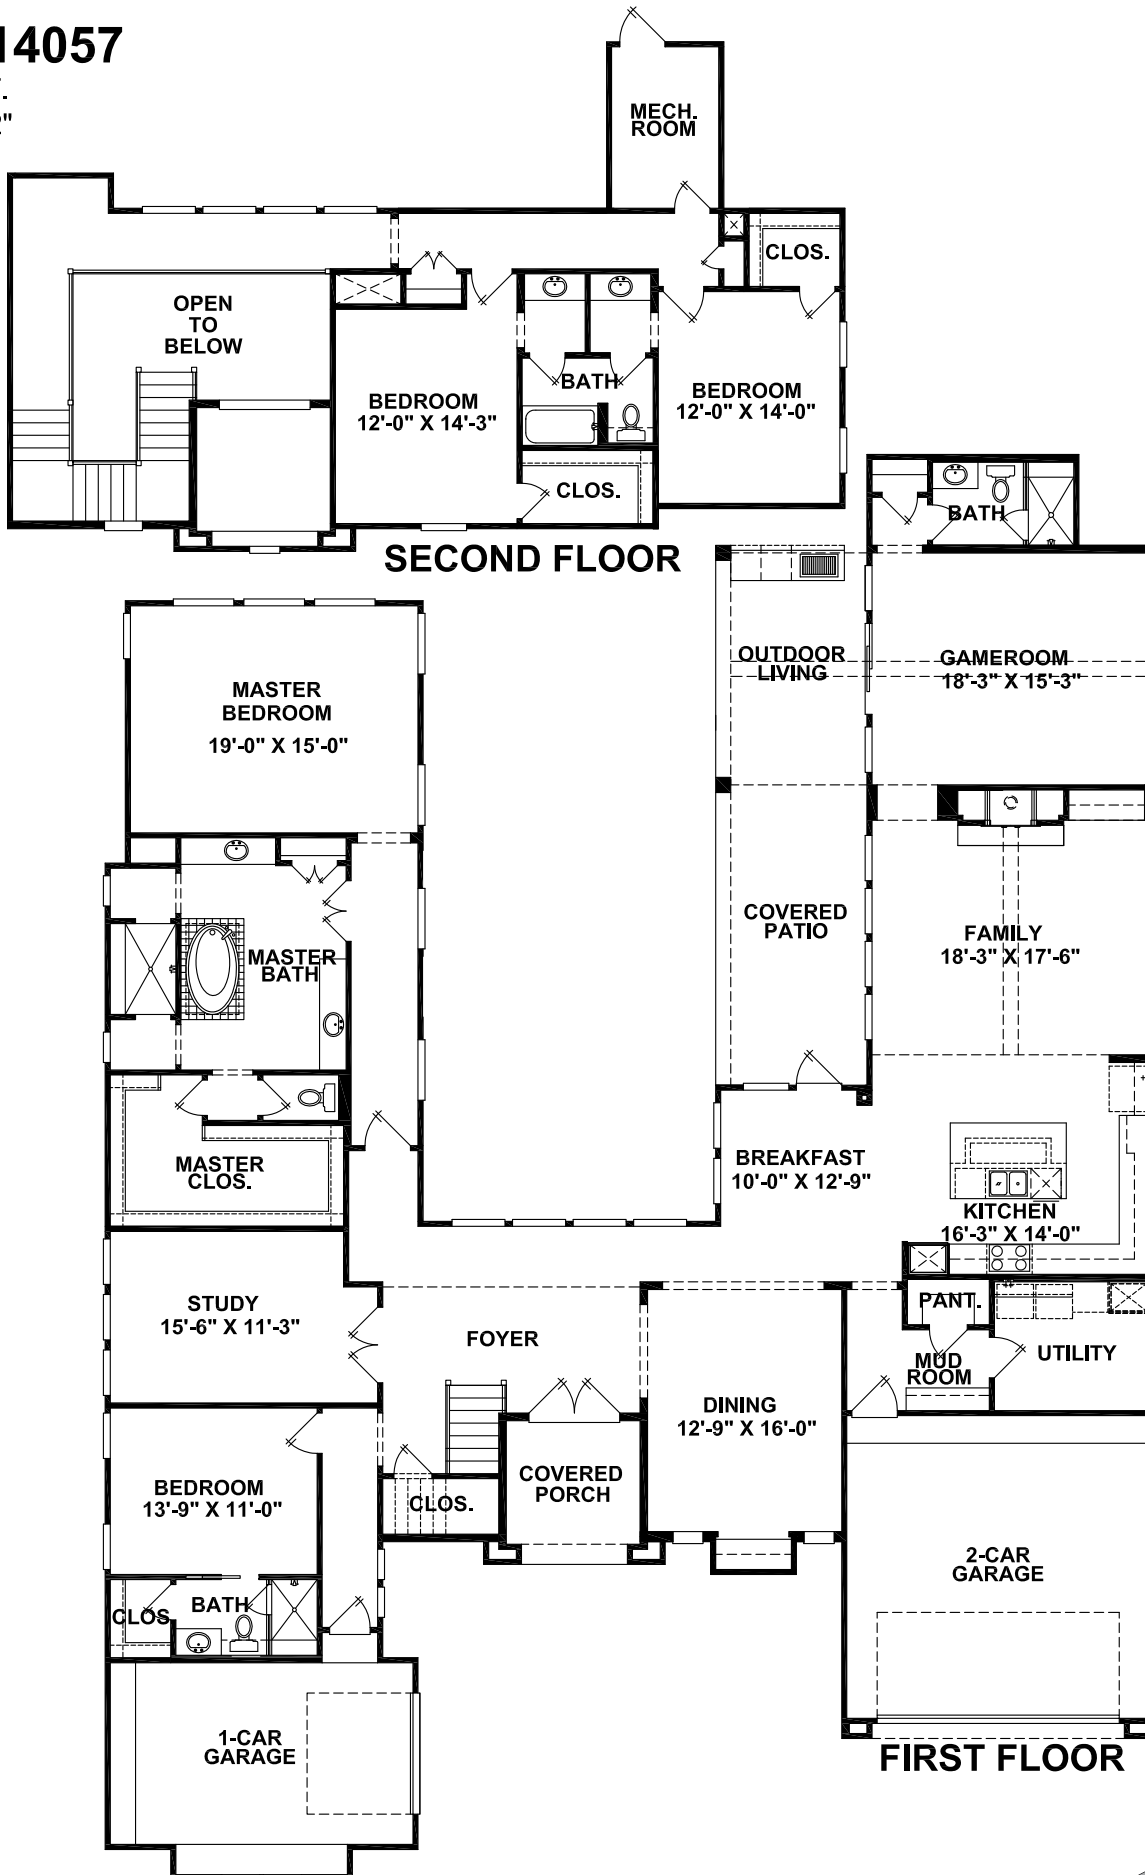 14057
MECH.
ROOM
CLOS.
OPEN
TO
BELOW
BEDROOM
12'-0" X 14'-3"
BATH
BEDROOM
12'-0" X 14'-0"
CLOS.
SECOND FLOOR
BATH
OUTDOOR
LIVING
GAMEROOM
18'-3" X 15'-3"
MASTER
BEDROOM
19'-0" X 15'-0"
COVERED
PATIO
FAMILY
18'-3" X 17'-6"
MASTER
BATH
MASTER
CLOS.
BREAKFAST
10'-0" X 12'-9"
KITCHEN
16'-3" X 14'-0"
STUDY
15'-6" X 11'-3"
FOYER
PANT.
MUD
ROOM
UTILITY
DINING
12'-9" X 16'-0"
BEDROOM
13'-9" X 11'-0"
CLOS.
COVERED
PORCH
2-CAR
GARAGE
CLOS.
BATH
1-CAR
GARAGE
FIRST FLOOR